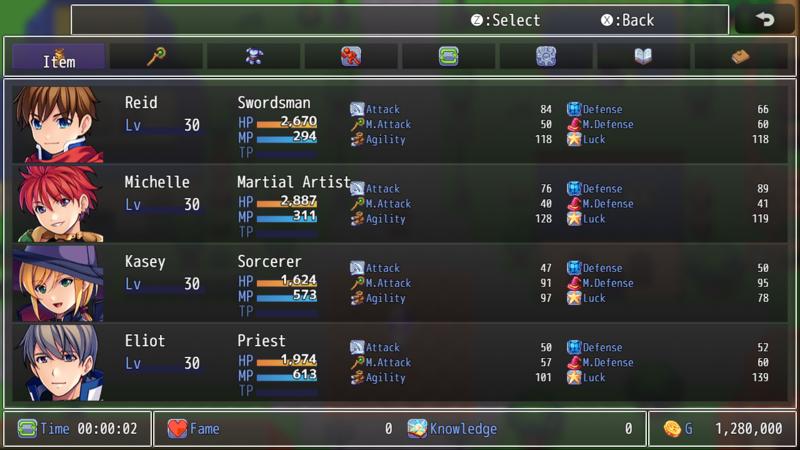 Z:Select X:Back
Item
Reid Swordsman
Lv 30 HP 2,670 Attack 84 Defense 66
MP 294 M.Attack 50 M.Defense 60
TP Agility 118 Luck 118
Michelle Martial Artist
Lv 30 HP 2,887 Attack 76 Defense 89
MP 311 M.Attack 40 M.Defense 41
TP Agility 128 Luck 119
Kasey Sorcerer
Lv 30 HP 1,624 Attack 47 Defense 50
MP 573 M.Attack 91 M.Defense 95
TP Agility 97 Luck 78
Eliot Priest
Lv 30 HP 1,974 Attack 50 Defense 52
MP 613 M.Attack 57 M.Defense 60
TP Agility 101 Luck 139
Time 00:00:02 Fame 0 Knowledge 0 G 1,280,000